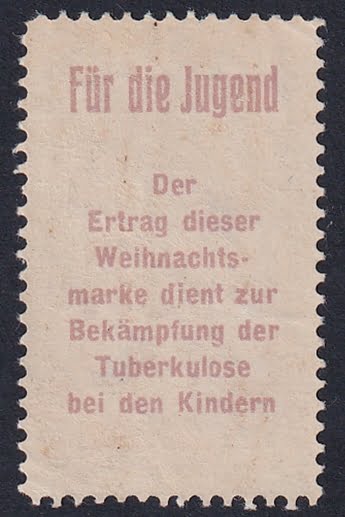 Für die Jugend
Der
Ertrag dieser
Weihnachts-
marke dient zur
Bekämpfung der
Tuberkulose
bei den Kindern